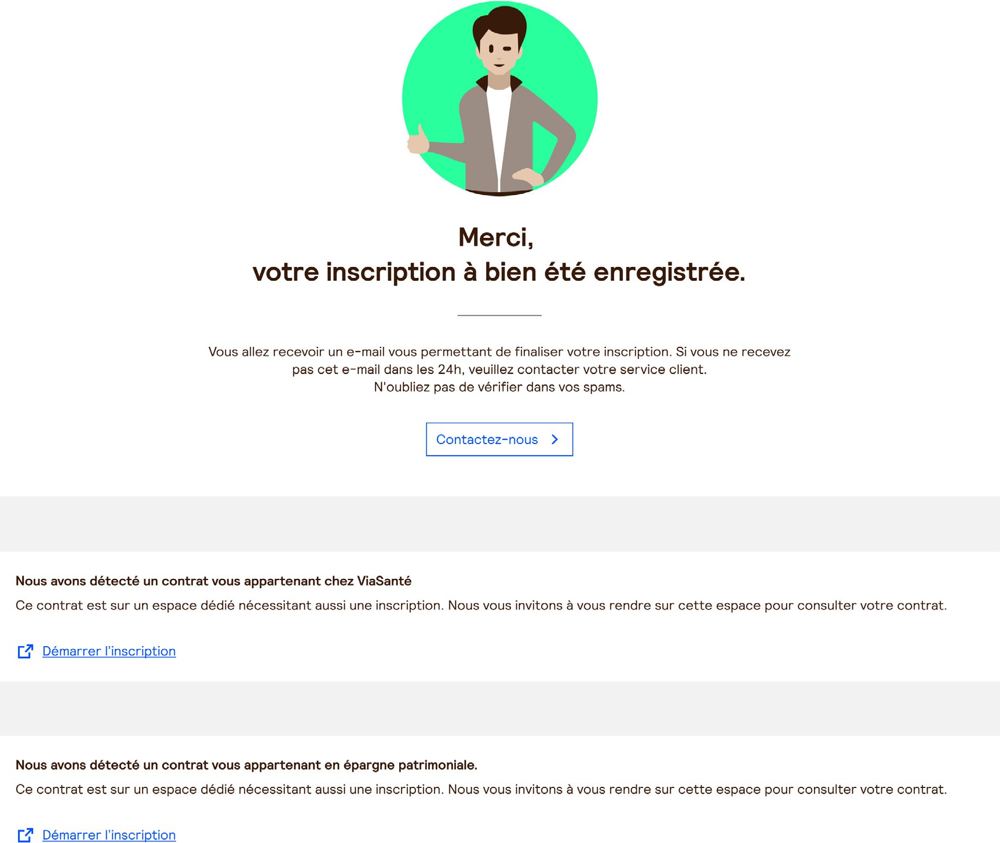 Merci,
votre inscription à bien été enregistrée.
Vous allez recevoir un e-mail vous permettant de finaliser votre inscription. Si vous ne recevez
pas cet e-mail dans les 24h, veuillez contacter votre service client.
N'oubliez pas de vérifier dans vos spams.
Contactez-nous
Nous avons détecté un contrat vous appartenant chez ViaSanté
Ce contrat est sur un espace dédié nécessitant aussi une inscription. Nous vous invitons à vous rendre sur cette espace pour consulter votre contrat.
Démarrer l’inscription
Nous avons détecté un contrat vous appartenant en épargne patrimoniale.
Ce contrat est sur un espace dédié nécessitant aussi une inscription. Nous vous invitons à vous rendre sur cette espace pour consulter votre contrat.
Démarrer l’inscription